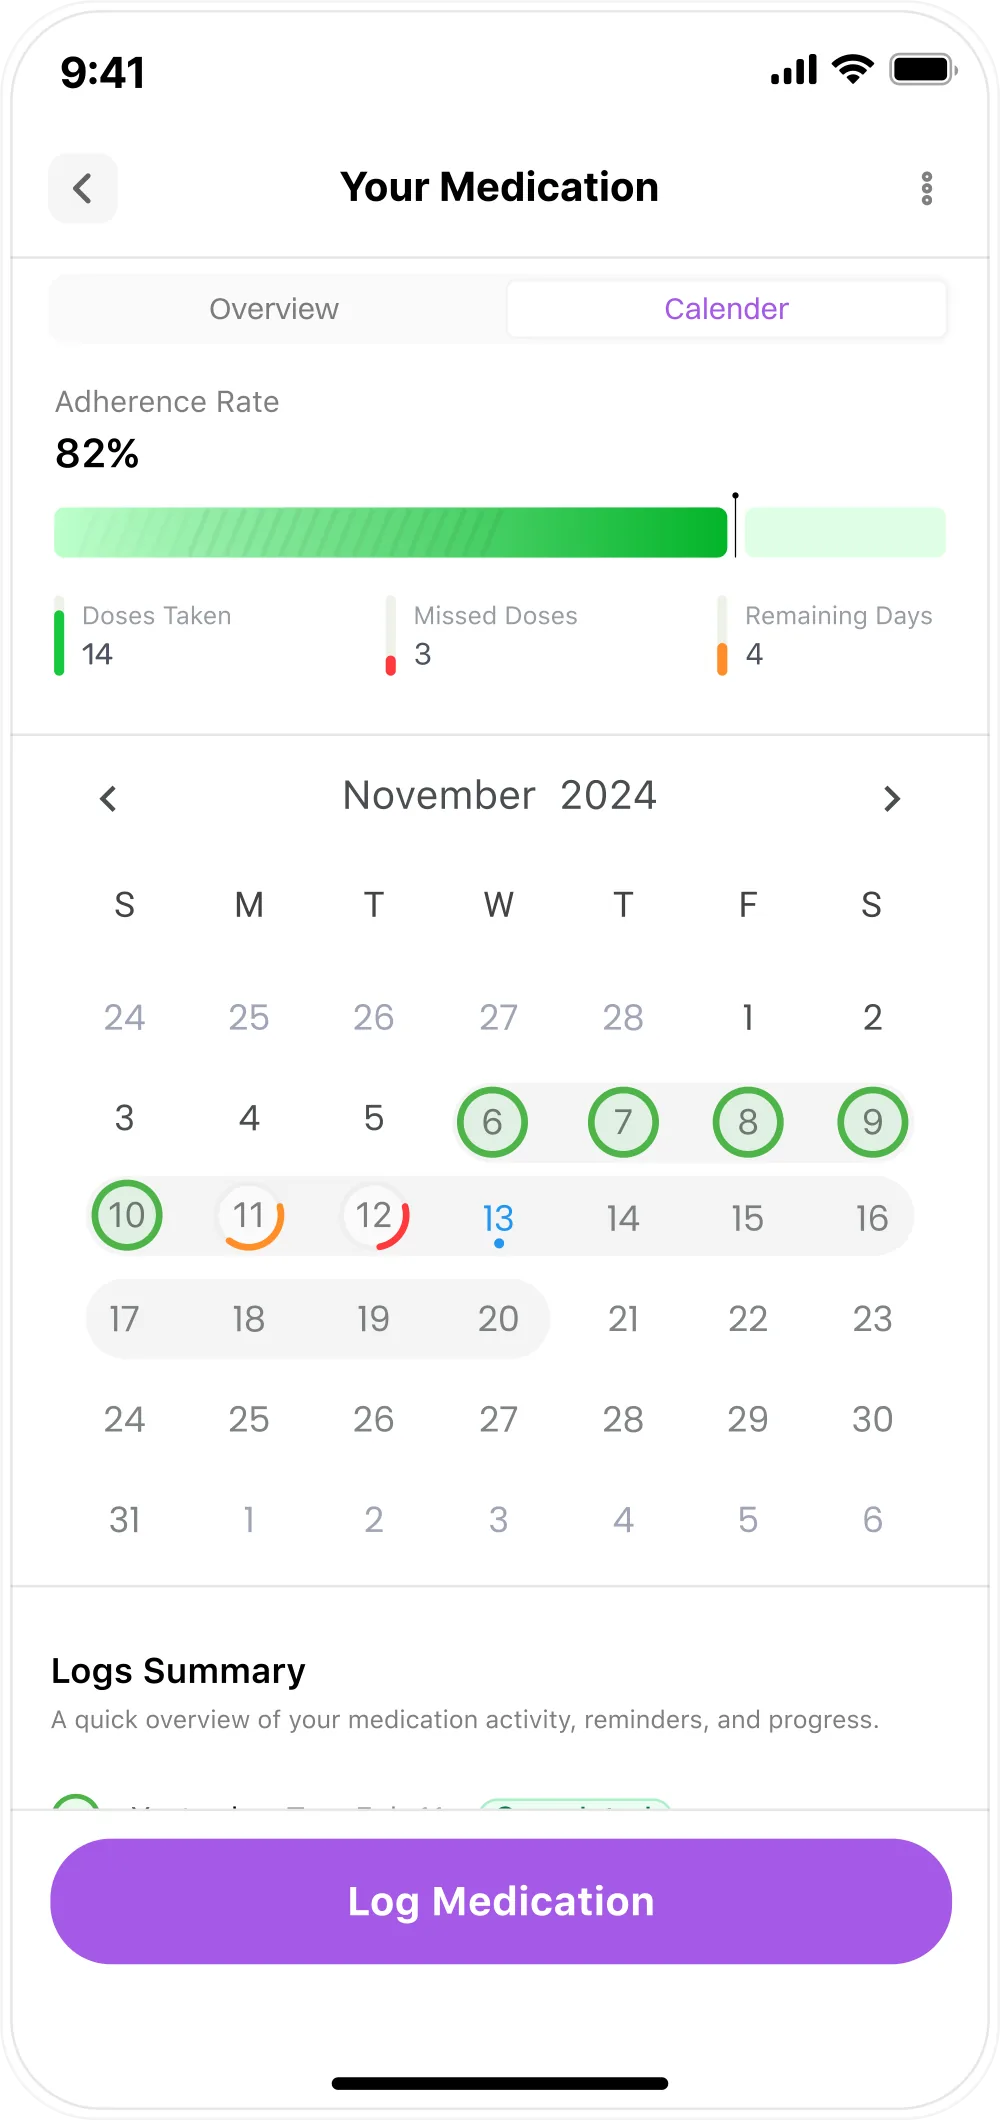 9:41
Your Medication
Overview Calender
Adherence Rate
82%
Doses Taken Missed Doses Remaining Days
14 3 4
November 2024
S M T W T F S
24 25 26 27 28 1 2
3 4 5 6 7 8 9
10 11 12 13 14 15 16
17 18 19 20 21 22 23
24 25 26 27 28 29 30
31 1 2 3 4 5 6
Logs Summary
A quick overview of your medication activity, reminders, and progress.
Log Medication